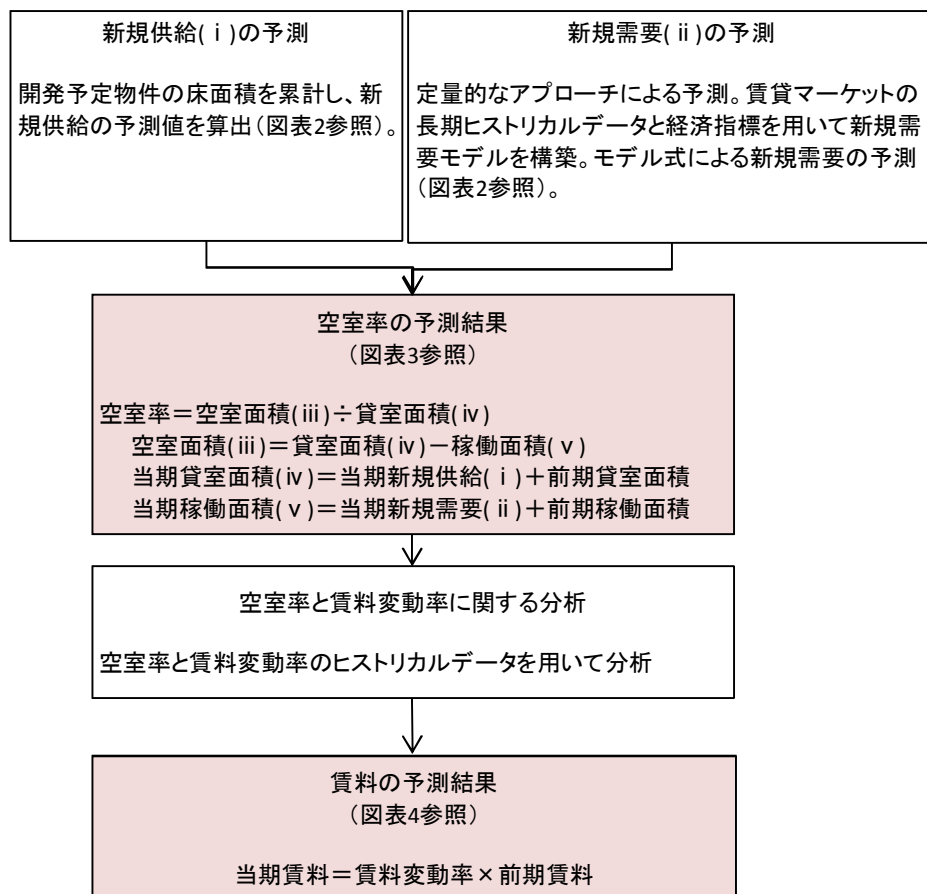 新規供給(ⅰ)の予測
開発予定物件の床面積を累計し、新
規供給の予測値を算出(図表2参照)。
新規需要(ⅱ)の予測
定量的なアプローチによる予測。賃貸マーケットの
長期ヒストリカルデータと経済指標を用いて新規需
要モデルを構築。モデル式による新規需要の予測
(図表2参照)。
空室率の予測結果
(図表3参照)
空室率=空室面積(ⅲ)÷貸室面積(ⅳ)
空室面積(ⅲ)=貸室面積(ⅳ)-稼働面積(ⅴ)
当期貸室面積(ⅳ)=当期新規供給(ⅰ)+前期貸室面積
当期稼働面積(ⅴ)=当期新規需要(ⅱ)+前期稼働面積
空室率と賃料変動率に関する分析
空室率と賃料変動率のヒストリカルデータを用いて分析
賃料の予測結果
(図表4参照)
当期賃料=賃料変動率×前期賃料